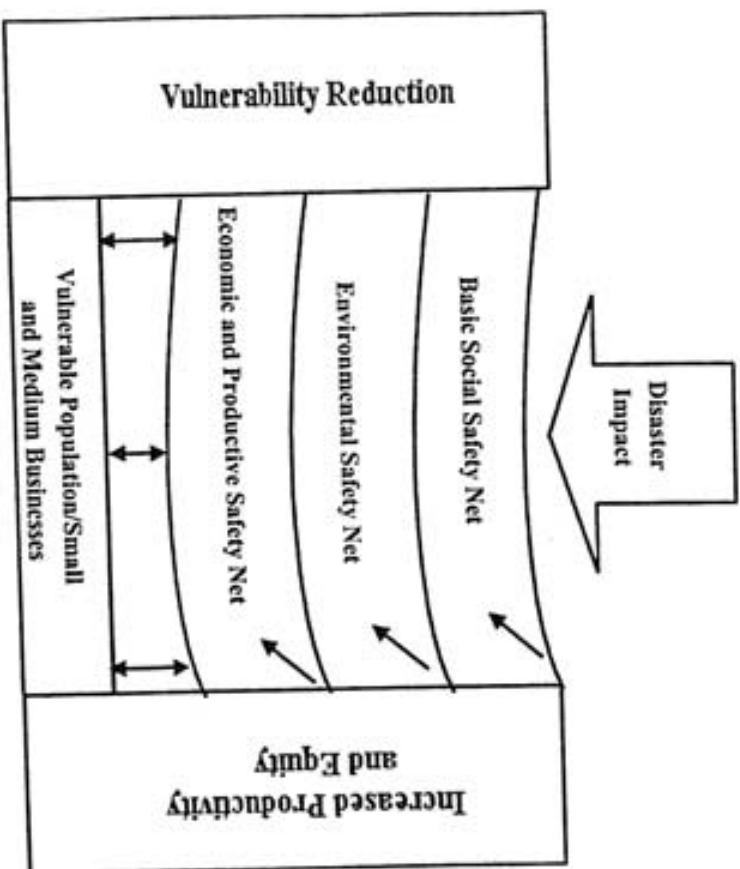 Disaster
Impact
Vulnerability Reduction
Basic Social Safety Net
Environmental Safety Net
Economic and Productive Safety Net
Vulnerable Population/Small
and Medium Businesses
Increased Productivity
and Equity